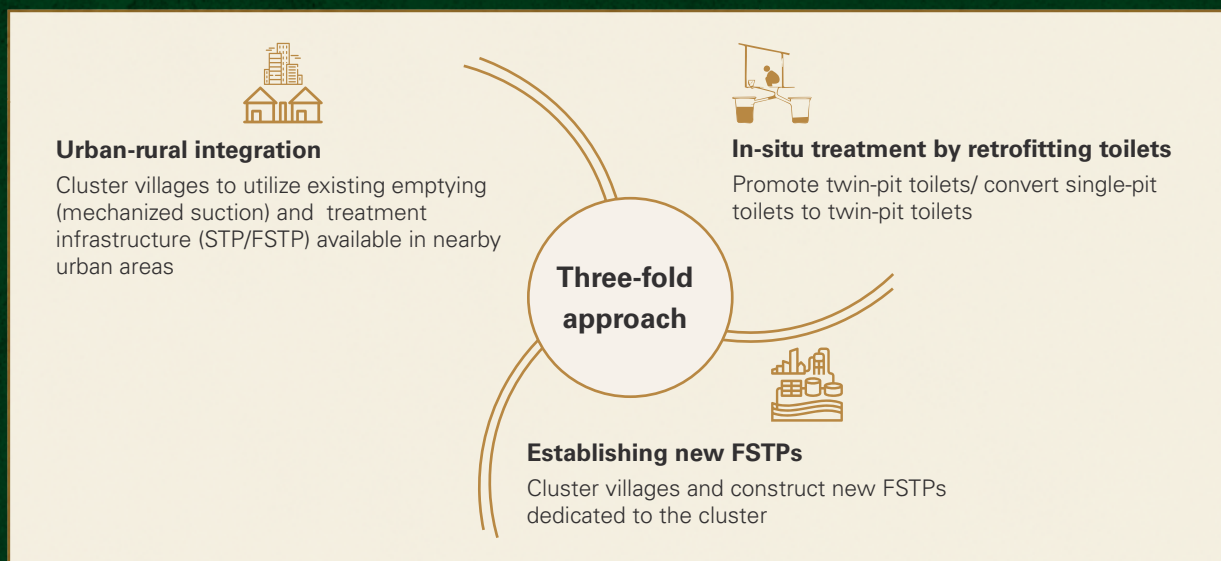 Urban-rural integration
Cluster villages to utilize existing emptying
(mechanized suction) and treatment
infrastructure (STP/FSTP) available in nearby
urban areas
In-situ treatment by retrofitting toilets
Promote twin-pit toilets/ convert single-pit
toilets to twin-pit toilets
Three-fold
approach
Establishing new FSTPs
Cluster villages and construct new FSTPs
dedicated to the cluster